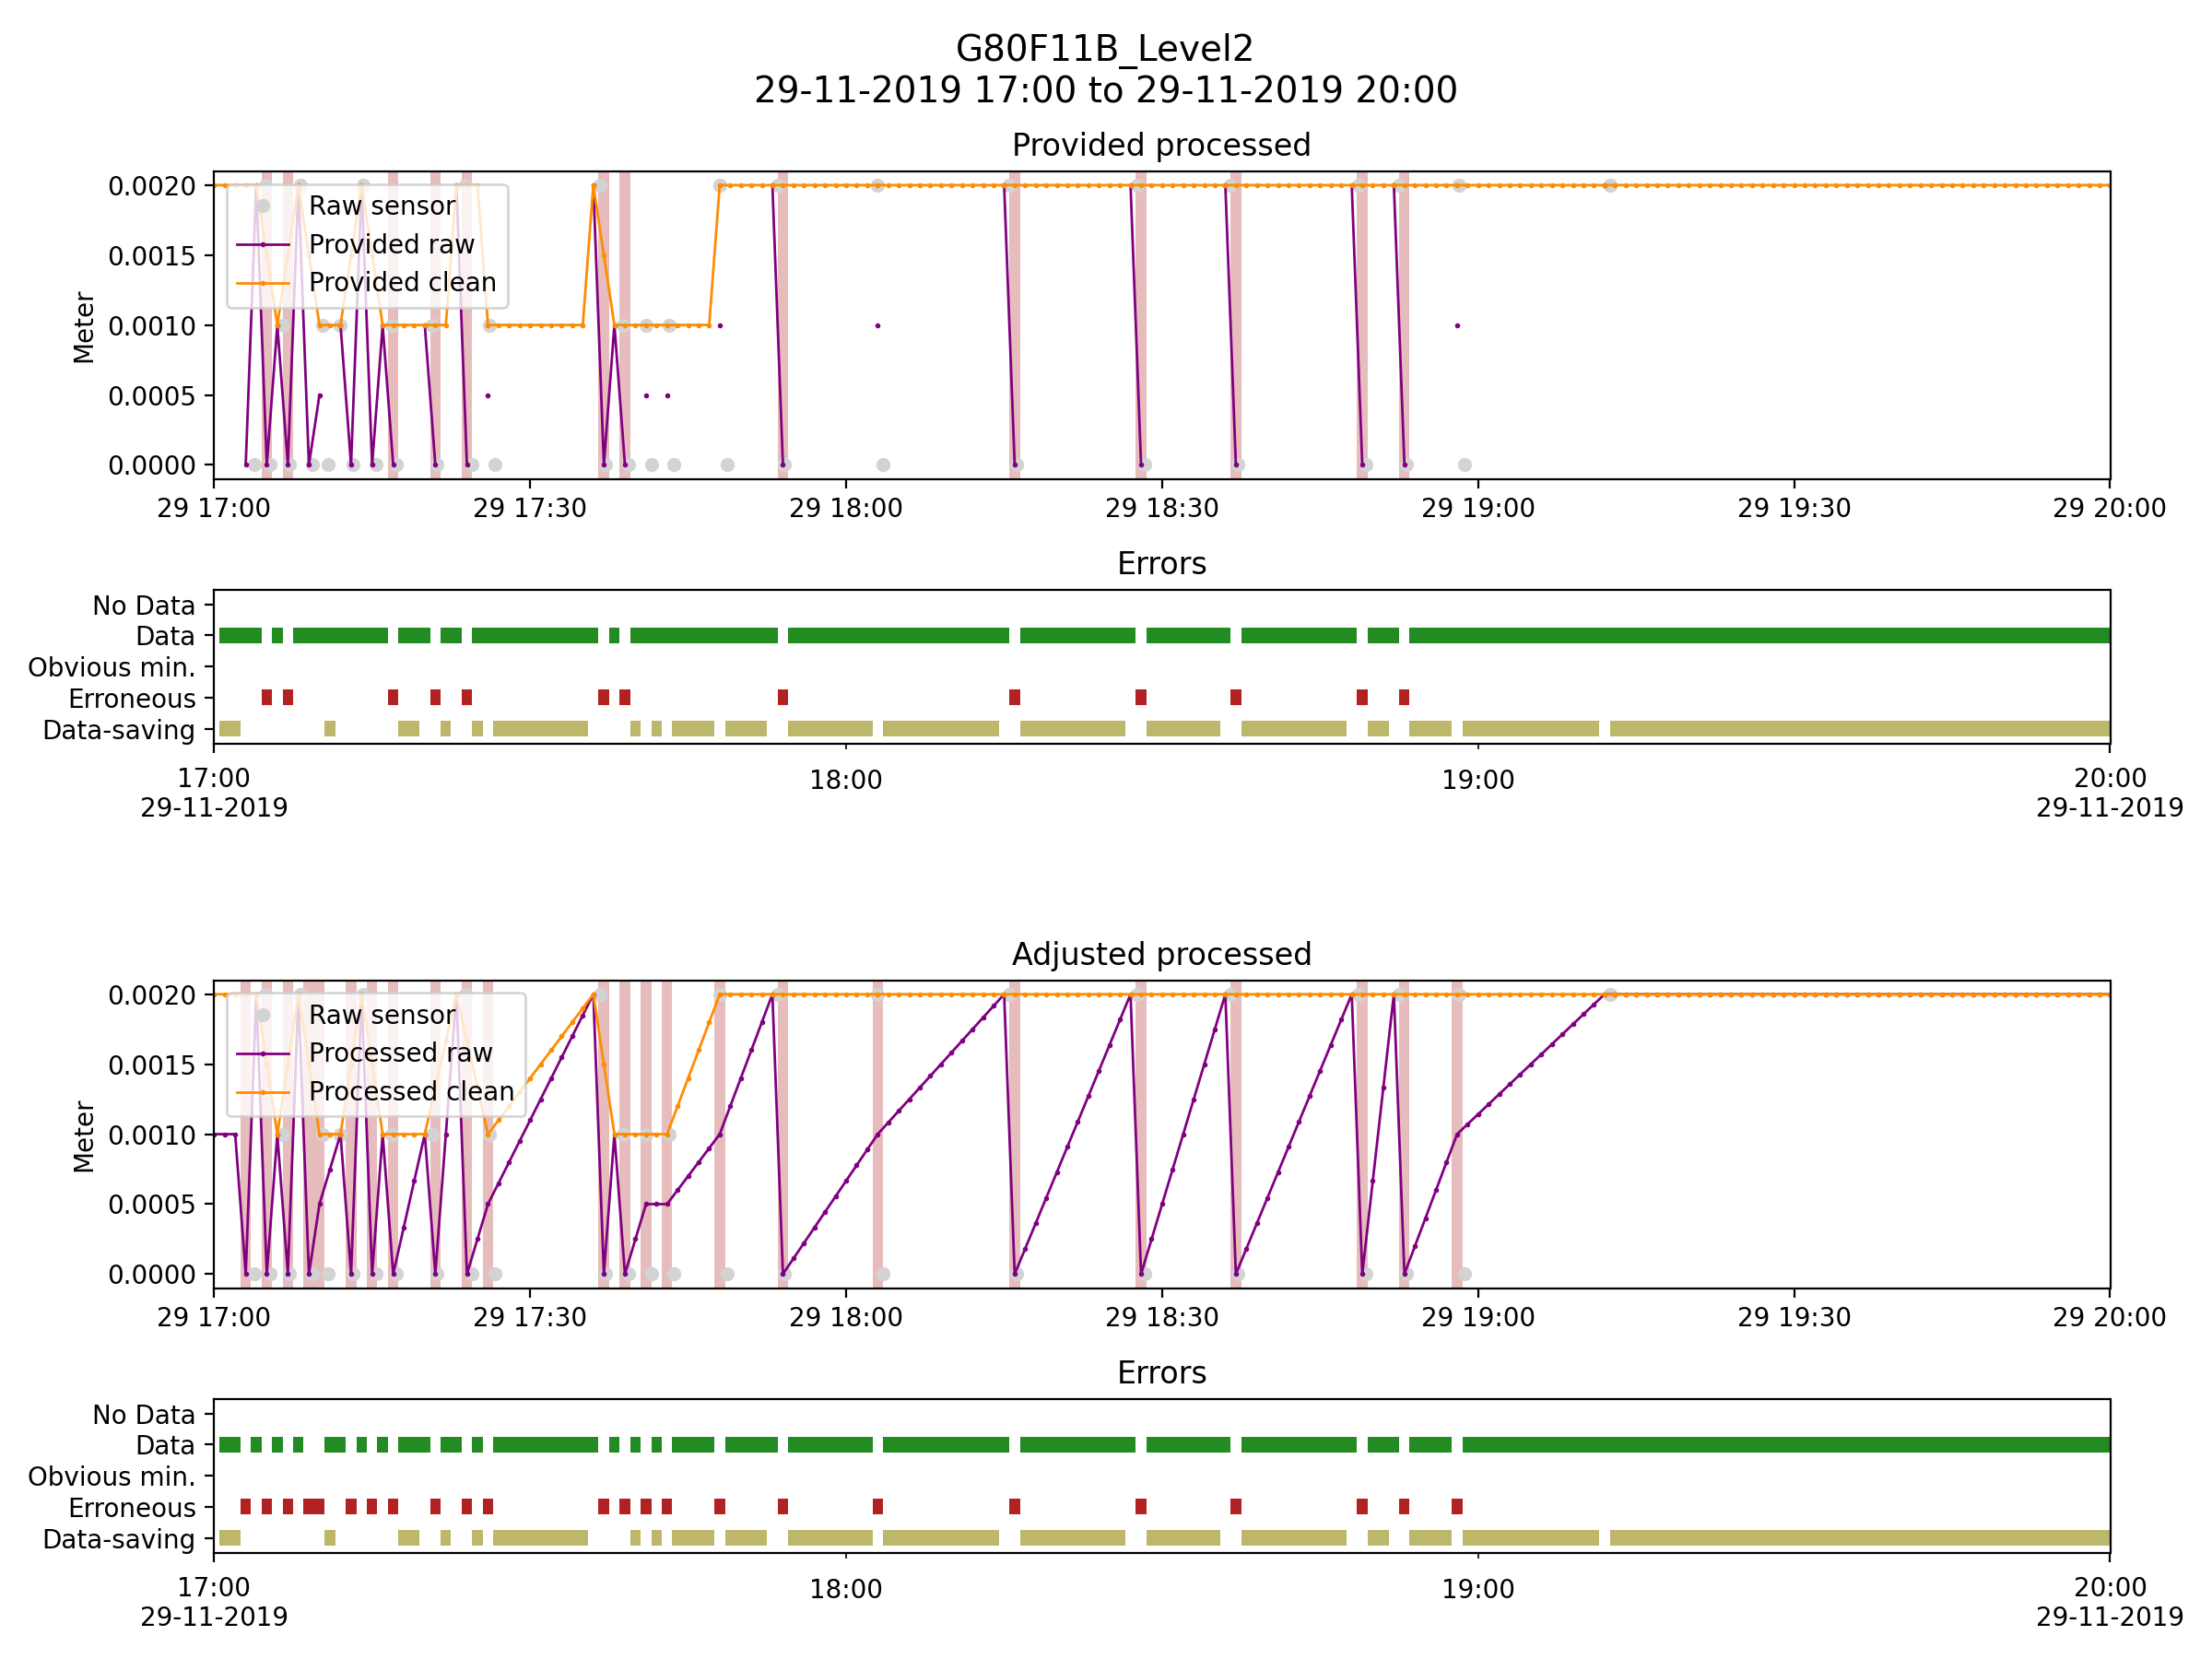 G80F11B_Level2
29-11-2019 17:00 to 29-11-2019 20:00
Provided processed
0.0020
0.0015
0.0010
0.0005
0.0000
Meter
Raw sensor
Provided raw
Provided clean
29 17:00
29 17:30
29 18:00
29 18:30
29 19:00
29 19:30
29 20:00
Errors
No Data
Data
Obvious min.
Erroneous
Data-saving
17:00
29-11-2019
18:00
19:00
20:00
29-11-2019
Adjusted processed
0.0020
0.0015
0.0010
0.0005
0.0000
Meter
Raw sensor
Processed raw
Processed clean
29 17:00
29 17:30
29 18:00
29 18:30
29 19:00
29 19:30
29 20:00
Errors
No Data
Data
Obvious min.
Erroneous
Data-saving
17:00
29-11-2019
18:00
19:00
20:00
29-11-2019